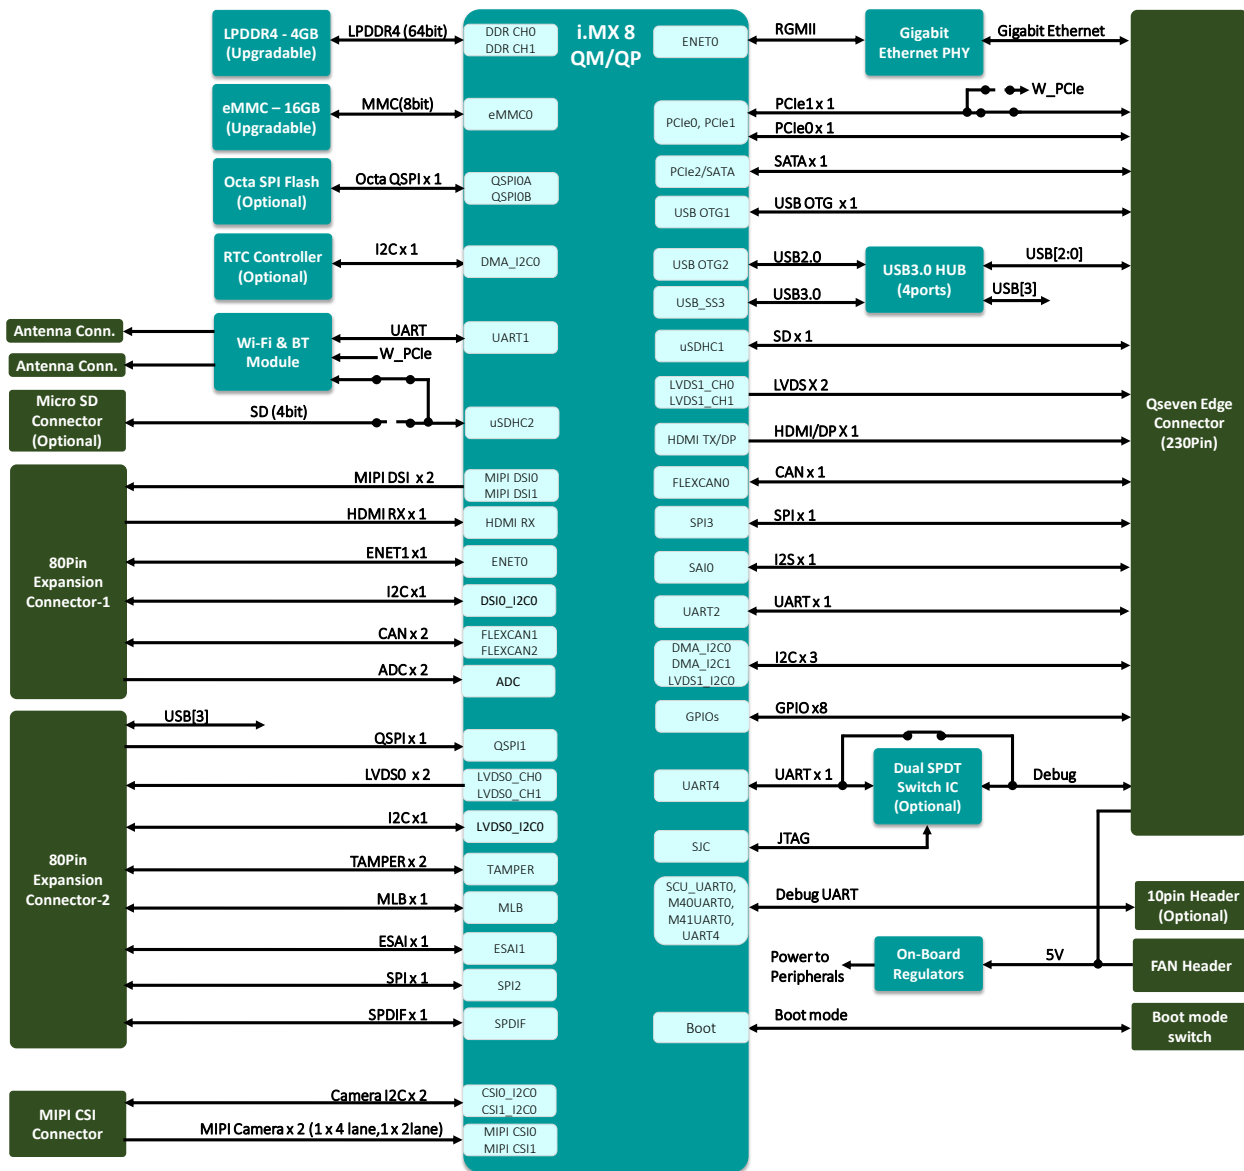 i.MX 8
QM/QP
LPDDR4 - 4GB
(Upgradable)
LPDDR4 (64bit)
DDR CH0
DDR CH1
eMMC – 16GB
(Upgradable)
MMC(8bit)
eMMC0
Octa SPI Flash
(Optional)
Octa QSPI x 1
QSPI0A
QSPI0B
RTC Controller
(Optional)
I2C x 1
DMA_I2C0
Antenna Conn.
Antenna Conn.
Wi-Fi & BT
Module
UART
UART1
W_PCIe
Micro SD
Connector
(Optional)
SD (4bit)
uSDHC2
80Pin
Expansion
Connector-1
MIPI DSI x 2
MIPI DSI0
MIPI DSI1
HDMI RX x 1
HDMI RX
ENET1 x1
ENET0
I2C x1
DSI0_I2C0
CAN x 2
FLEXCAN1
FLEXCAN2
ADC x 2
ADC
80Pin
Expansion
Connector-2
USB[3]
QSPI x 1
QSPI1
LVDS0 x 2
LVDS0_CH0
LVDS0_CH1
I2C x1
LVDS0_I2C0
TAMPER x 2
TAMPER
MLB x 1
MLB
ESAI x 1
ESAI1
SPI x 1
SPI2
SPDIF x 1
SPDIF
MIPI CSI
Connector
Camera I2C x 2
CSI0_I2C0
CSI1_I2C0
MIPI Camera x 2 (1 x 4 lane,1 x 2lane)
MIPI CSI0
MIPI CSI1
ENET0
RGMII
Gigabit
Ethernet PHY
Gigabit Ethernet
PCIe0, PCIe1
PCIe1 x 1
W_PCIe
PCIe0 x 1
PCIe2/SATA
SATA x 1
USB OTG1
USB OTG x 1
USB OTG2
USB2.0
USB3.0 HUB
(4ports)
USB[2:0]
USB_SS3
USB3.0
USB[3]
uSDHC1
SD x 1
LVDS1_CH0
LVDS1_CH1
LVDS X 2
HDMI TX/DP
HDMI/DP X 1
Qseven Edge
Connector
(230Pin)
FLEXCAN0
CAN x 1
SPI3
SPI x 1
SAI0
I2S x 1
UART2
UART x 1
DMA_I2C0
DMA_I2C1
LVDS1_I2C0
I2C x 3
GPIOs
GPIO x8
UART4
UART x 1
Dual SPDT
Switch IC
(Optional)
Debug
SJC
JTAG
SCU_UART0,
M40UART0,
M41UART0,
UART4
Debug UART
10pin Header
(Optional)
Power to
Peripherals
On-Board
Regulators
5V
FAN Header
Boot
Boot mode
Boot mode
switch